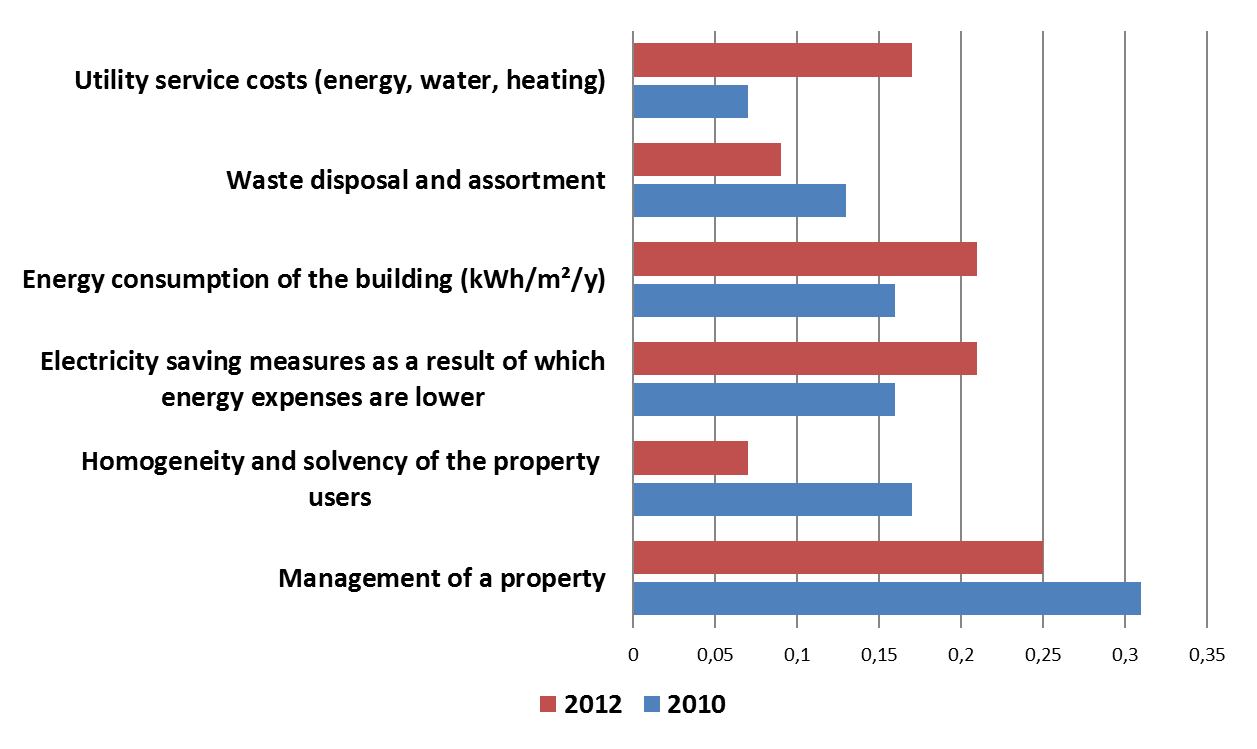 Utility service costs (energy, water, heating)
Waste disposal and assortment
Energy consumption of the building (kWh/m²/y)
Electricity saving measures as a result of which
energy expenses are lower
Homogeneity and solvency of the property
users
Management of a property
0 0,05 0,1 0,15 0,2 0,25 0,3 0,35
2012 2010